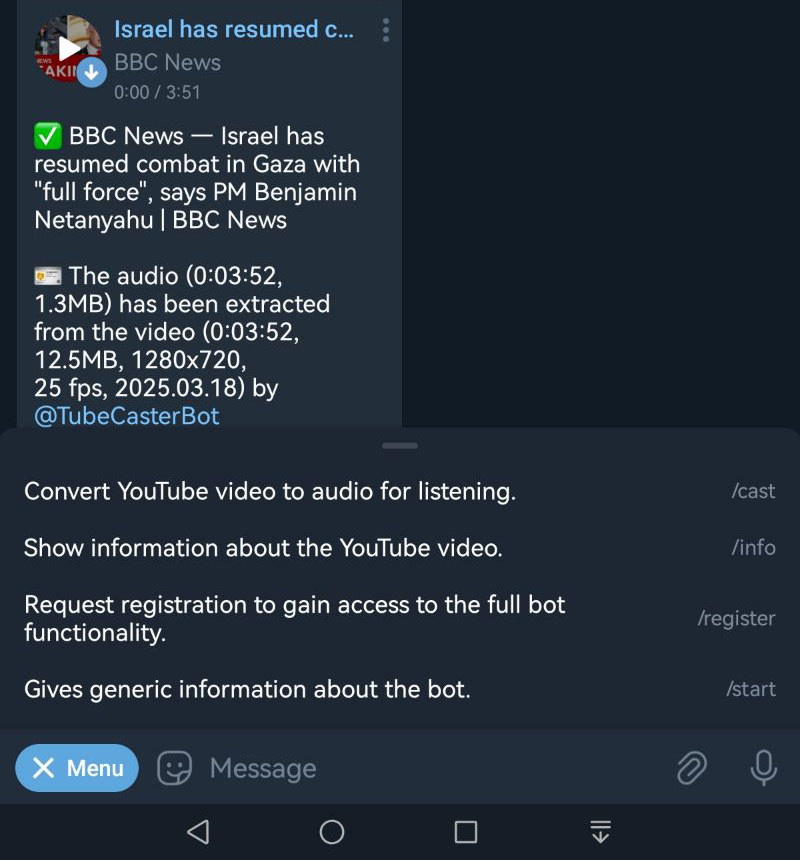 Israel has resumed c...
BBC News
NEWS
AKIN
0:00 / 3:51
✅ BBC News — Israel has
resumed combat in Gaza with
"full force", says PM Benjamin
Netanyahu | BBC News
🪪 The audio (0:03:52,
1.3MB) has been extracted
from the video (0:03:52,
12.5MB, 1280x720,
25 fps, 2025.03.18) by
@TubeCasterBot
Convert YouTube video to audio for listening. /cast
Show information about the YouTube video. /info
Request registration to gain access to the full bot
functionality. /register
Gives generic information about the bot. /start
Menu
Message